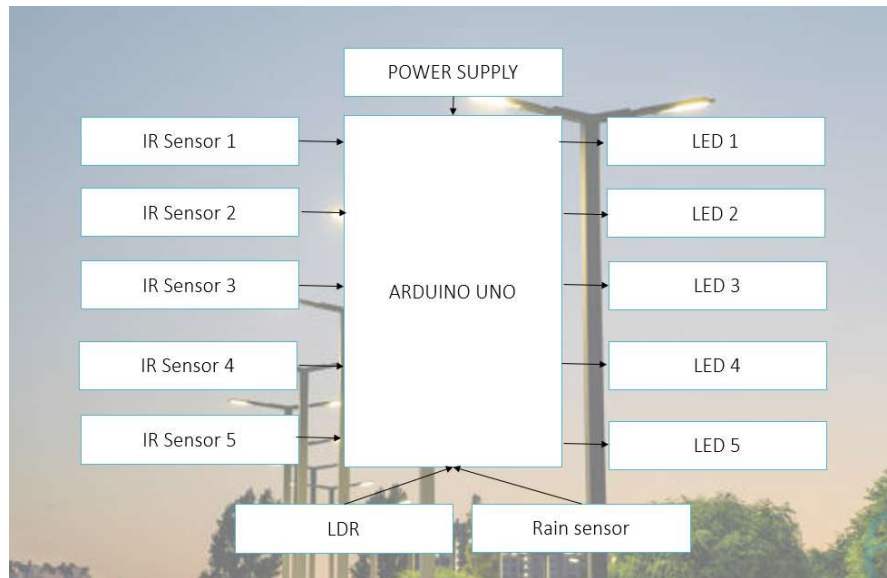 POWER SUPPLY
IR Sensor 1
LED 1
IR Sensor 2
LED 2
IR Sensor 3
ARDUINO UNO
LED 3
IR Sensor 4
LED 4
IR Sensor 5
LED 5
LDR
Rain sensor